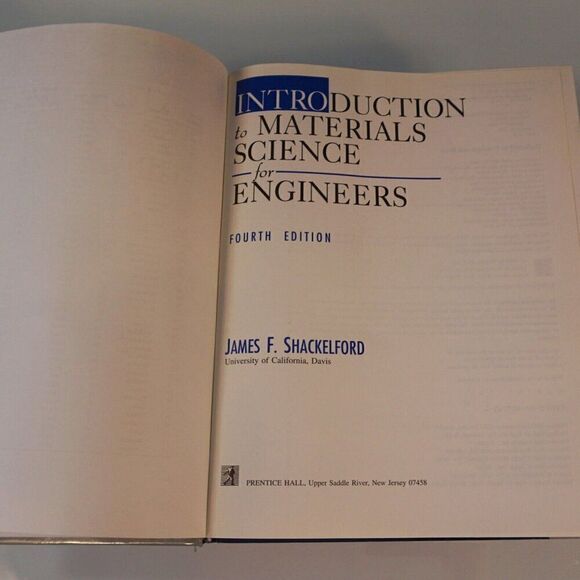 INTRODUCTION
to MATERIALS
SCIENCE
for
ENGINEERS
FOURTH EDITION
JAMES F. SHACKELFORD
University of California, Davis
PRENTICE HALL, Upper Saddle River, New Jersey 07458